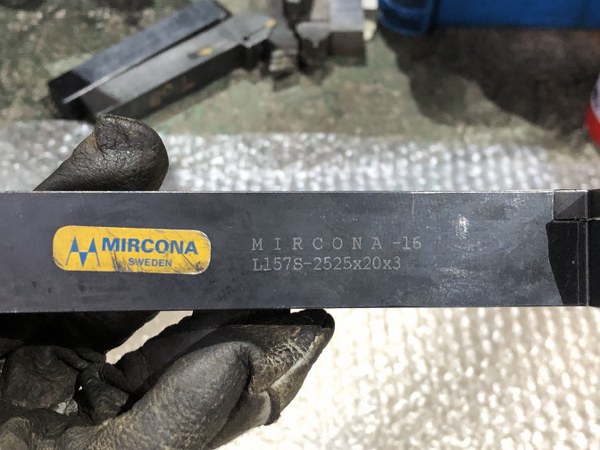 MIRCONA
SWEDEN
MIRCONA-16
L157S-2525x20x3